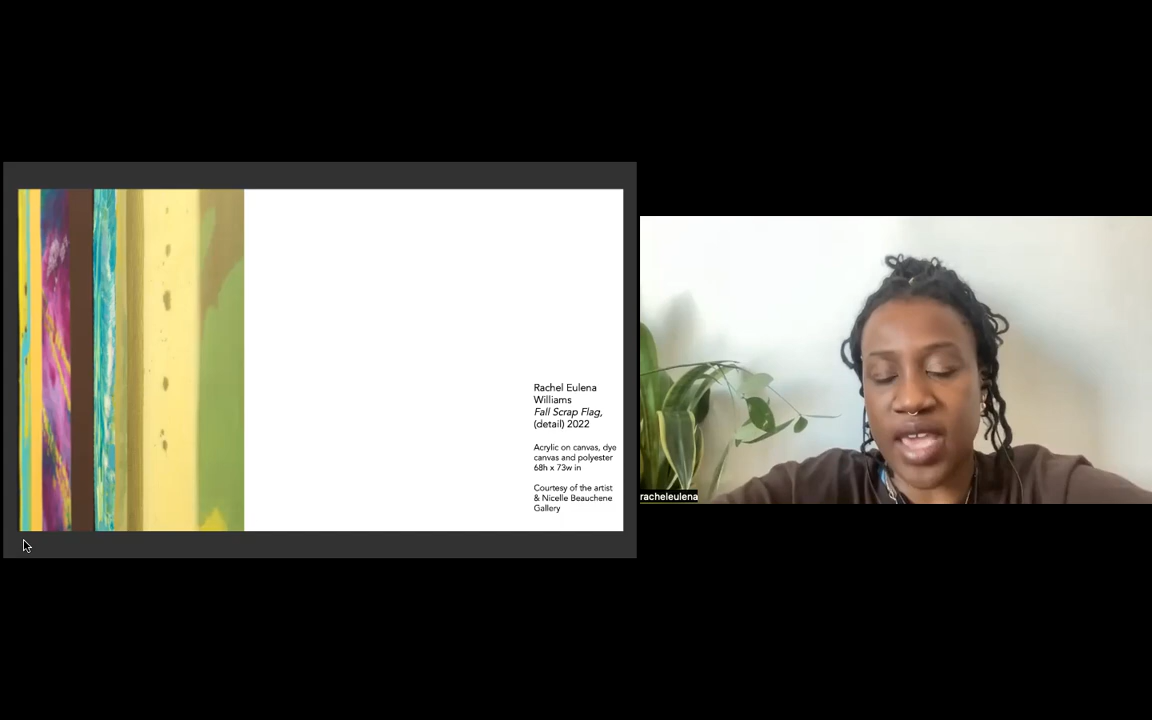 Rachel Eulena
Williams
Fall Scrap Flag,
(detail) 2022
Acrylic on canvas, dye
canvas and polyester
68h x 73w in
Courtesy of the artist
& Nicelle Beauchene
Gallery
racheleulena